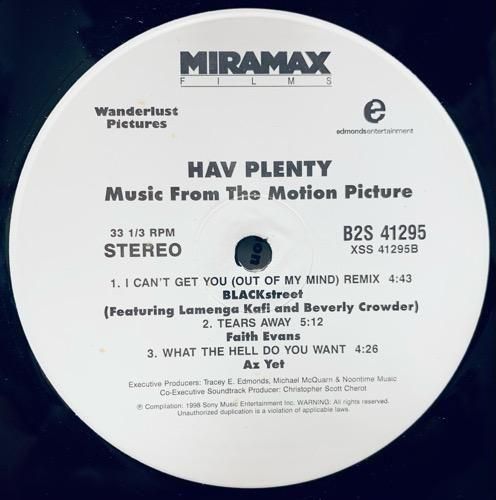 MIRAMAX
FILMS
Wanderlust
Pictures
e
edmondsentertainment
HAV PLENTY
Music From The Motion Picture
33 1/3 RPM
STEREO
B2S 41295
XSS 41295B
1. I CAN'T GET YOU (OUT OF MY MIND) REMIX 4:43
BLACKstreet
(Featuring Lamenga Kafi and Beverly Crowder)
2. TEARS AWAY 5:12
Faith Evans
3. WHAT THE HELL DO YOU WANT 4:26
Az Yet
Executive Producers: Tracey E. Edmonds, Michael McQuarn & Noontime Music
Co-Executive Soundtrack Producer: Christopher Scott Cherot
℗ Compilation: 1998 Sony Music Entertainment Inc. WARNING: All rights reserved.
Unauthorized duplication is a violation of applicable laws.